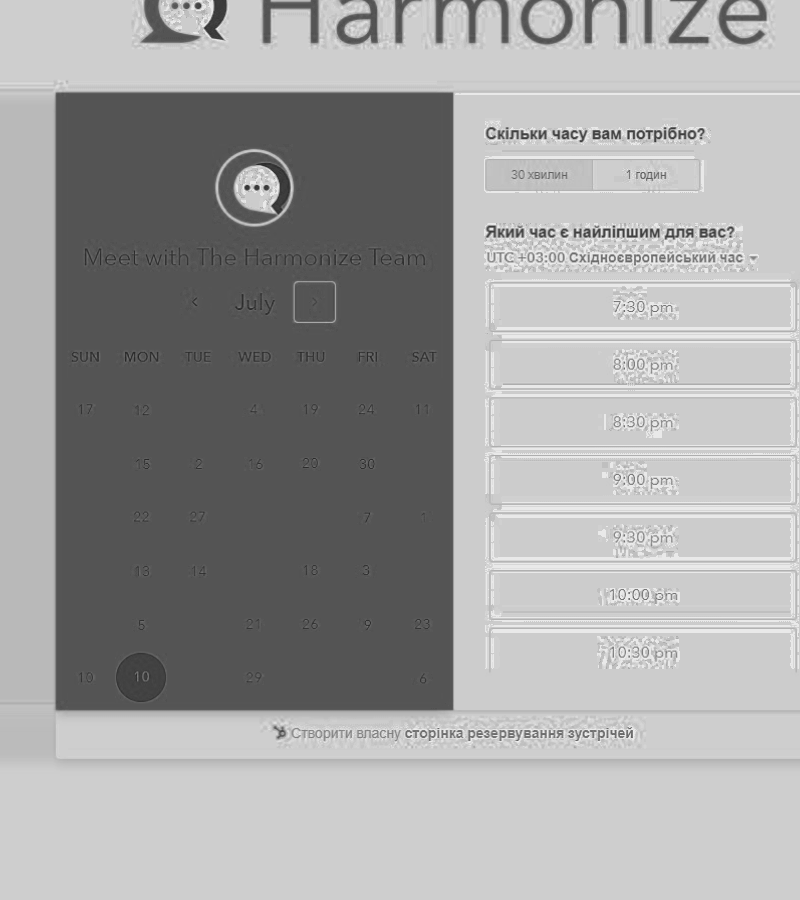 Harmonize
Meet with The Harmonize Team
July
SUN MON TUE WED THU FRI SAT
17 12 4 19 24 11
15 2 16 20 30
22 27 7 1
13 14 18 3
5 21 26 9 23
10 10 29 6
Скільки часу вам потрібно?
30 хвилин 1 годин
Який час є найліпшим для вас?
UTC +03:00 Східноєвропейський час
7:30 pm
8:00 pm
8:30 pm
9:00 pm
9:30 pm
10:00 pm
10:30 pm
Створити власну сторінка резервування зустрічей